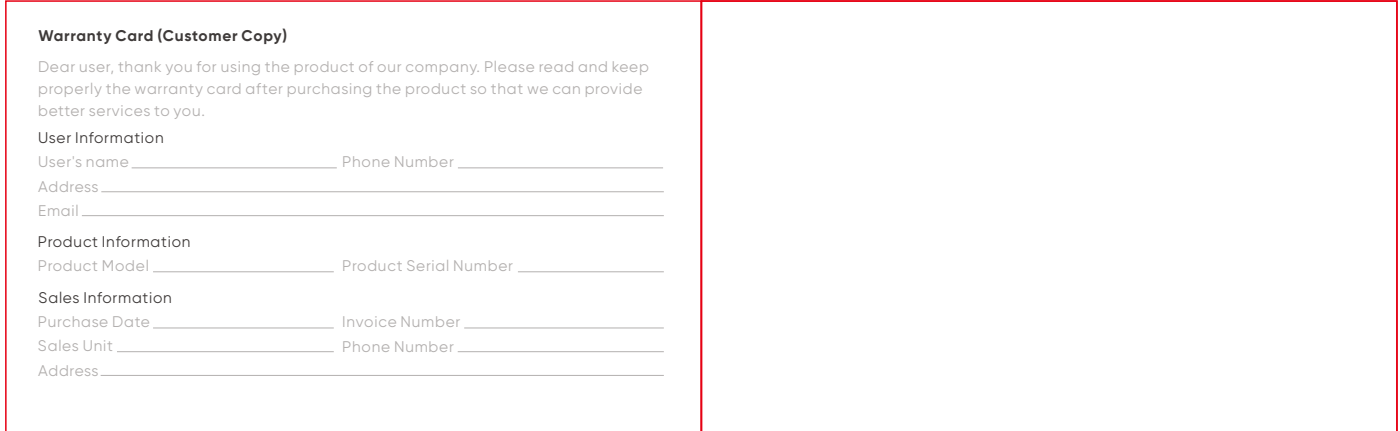 Warranty Card (Customer Copy)
Dear user, thank you for using the product of our company. Please read and keep
properly the warranty card after purchasing the product so that we can provide
better services to you.
User Information
User's name Phone Number
Address
Email
Product Information
Product Model Product Serial Number
Sales Information
Purchase Date Invoice Number
Sales Unit Phone Number
Address